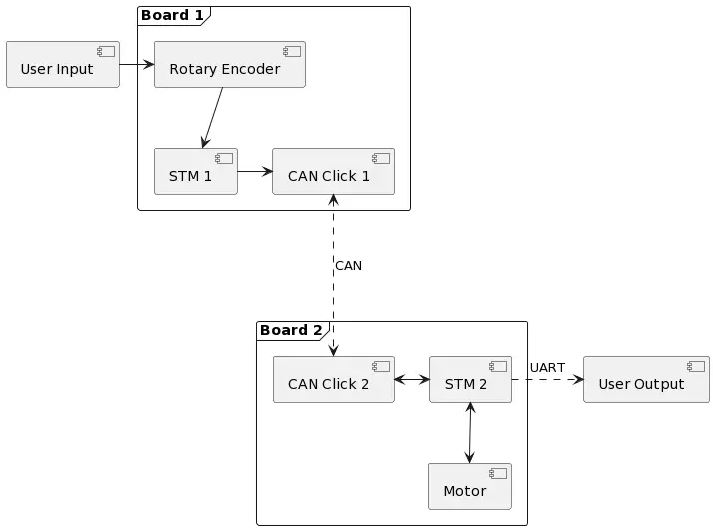 Board 1
User Input
Rotary Encoder
STM 1
CAN Click 1
CAN
Board 2
CAN Click 2
STM 2
UART
User Output
Motor